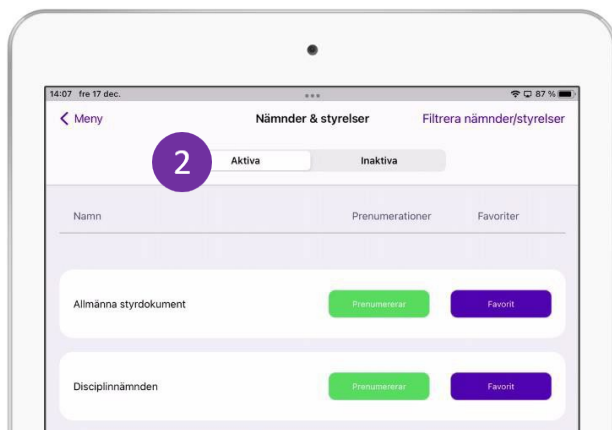 14:07 fre 17 dec.
87 %
Meny
Nämnder & styrelser
Filtrera nämnder/styrelser
2
Aktiva
Inaktiva
Namn
Prenumerationer
Favoriter
Allmänna styrdokument
Prenumererar
Favorit
Disciplinnämnden
Prenumererar
Favorit